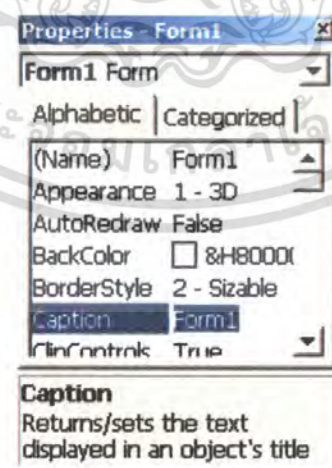 Properties - Form1
Form1 Form
Alphabetic Categorized
(Name) Form1
Appearance 1 - 3D
AutoRedraw False
BackColor &H8000(
BorderStyle 2 - Sizable
Caption Form1
ClipControls True
Caption
Returns/sets the text
displayed in an object's title